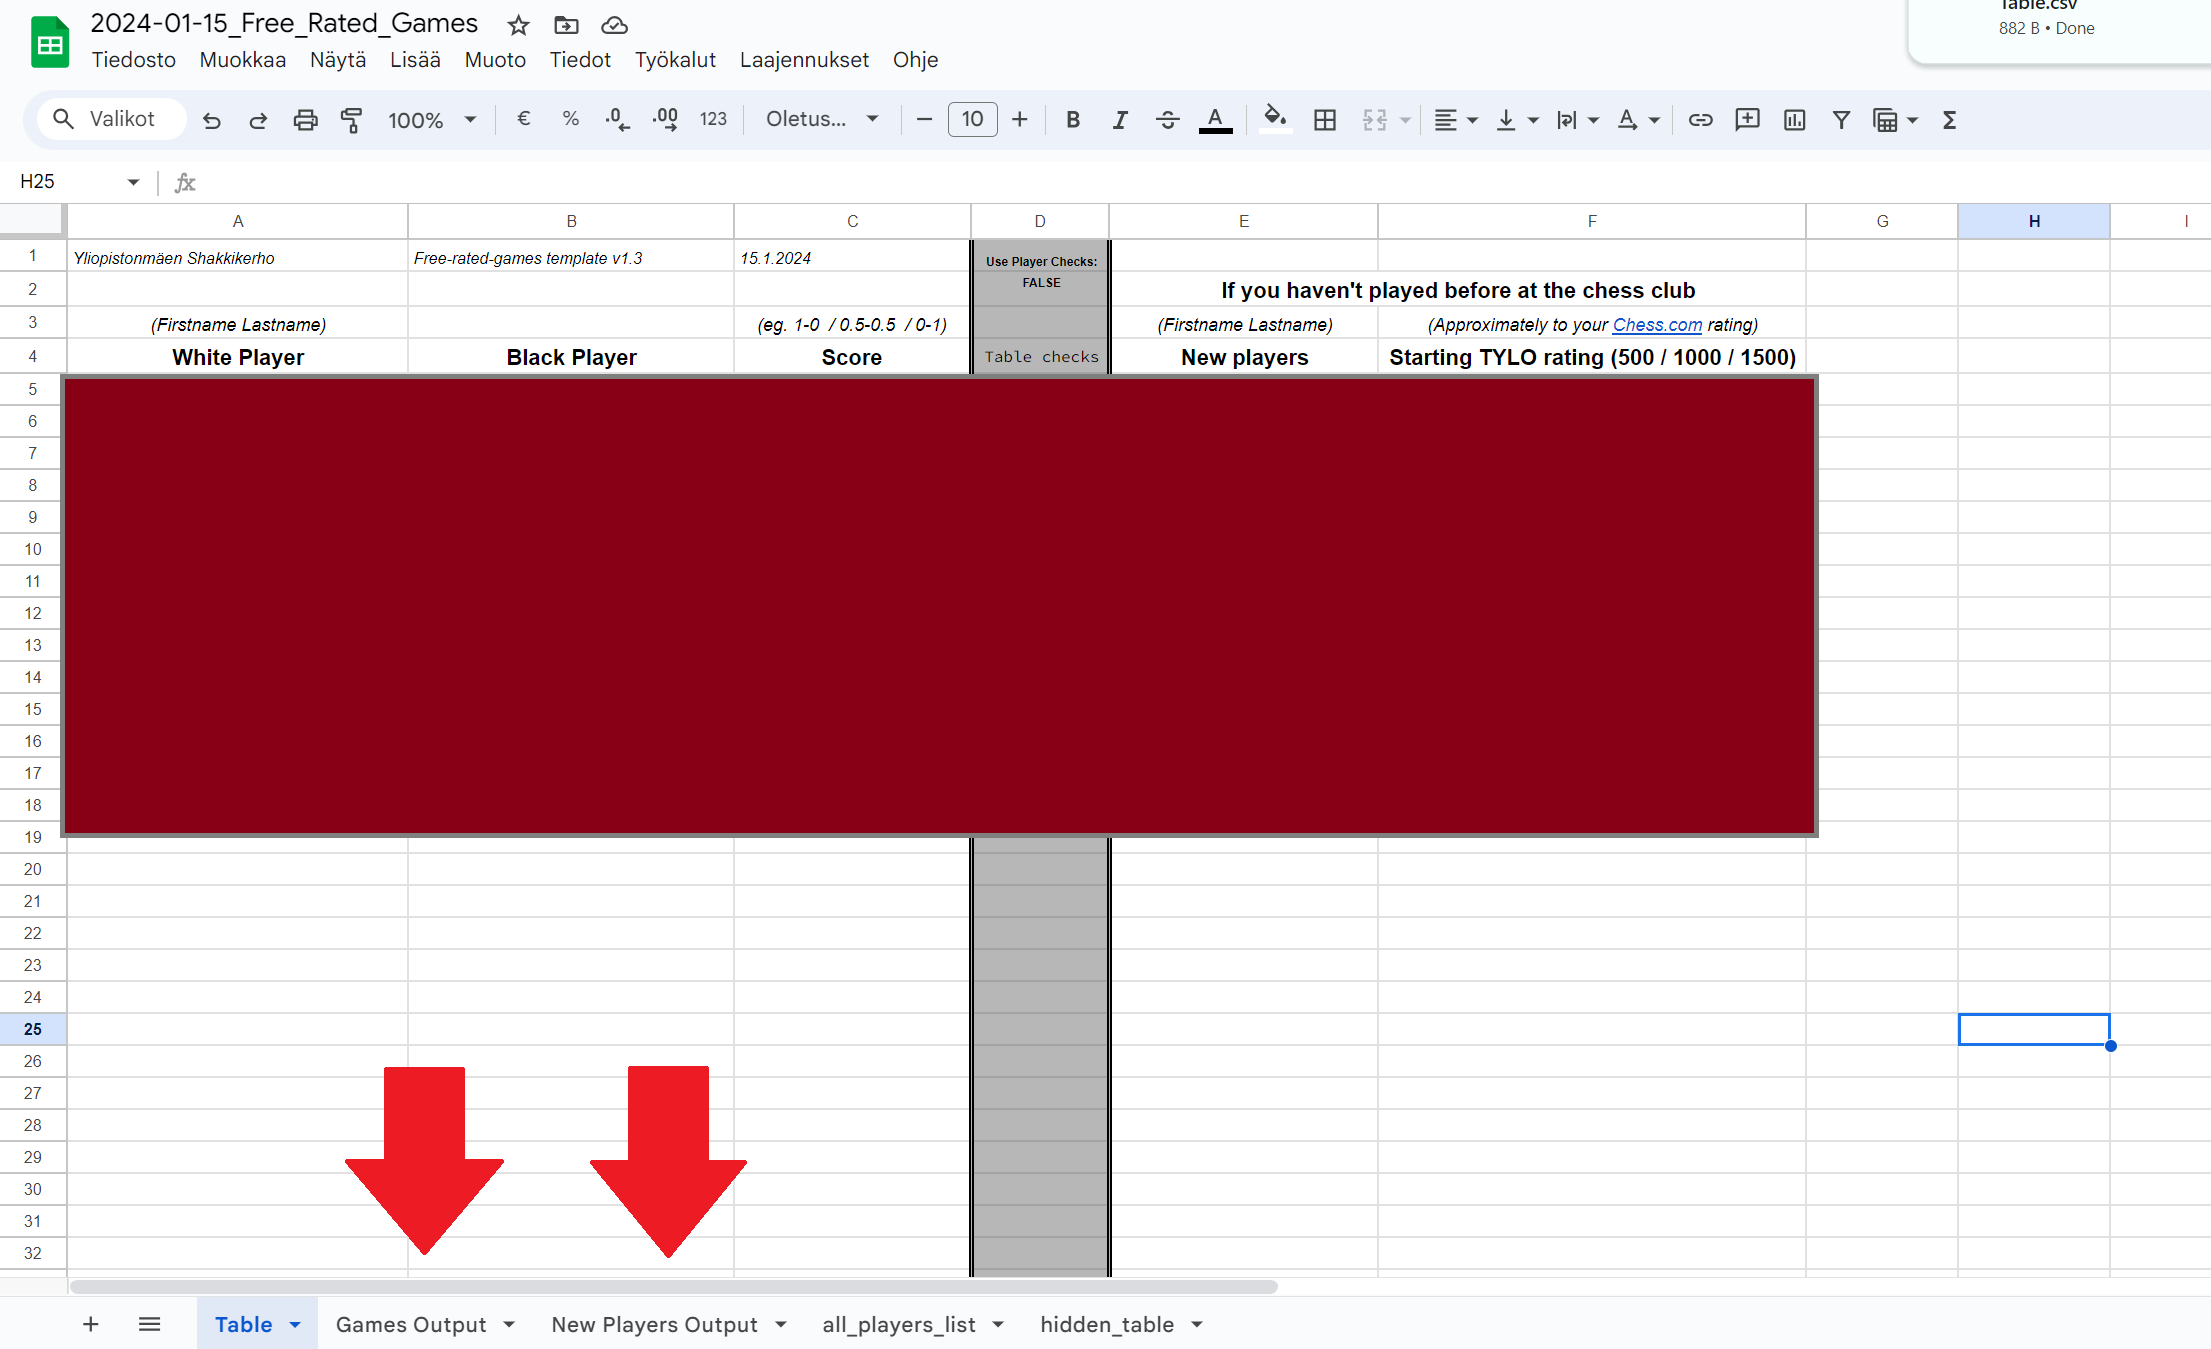 2024-01-15_Free_Rated_Games
Table.csv
882 B • Done
Tiedosto Muokkaa Näytä Lisää Muoto Tiedot Työkalut Laajennukset Ohje
Valikot 100% € % .0 .00 123 Oletus... 10 B I A A Σ
H25 fx
A B C D E F G H I
1 Yliopistonmäen Shakkikerho Free-rated-games template v1.3 15.1.2024 Use Player Checks:
2 FALSE If you haven't played before at the chess club
3 (Firstname Lastname) (eg. 1-0 / 0.5-0.5 / 0-1) (Firstname Lastname) (Approximately to your Chess.com rating)
4 White Player Black Player Score Table checks New players Starting TYLO rating (500 / 1000 / 1500)
5
6
7
8
9
10
11
12
13
14
15
16
17
18
19
20
21
22
23
24
25
26
27
28
29
30
31
32
Table Games Output New Players Output all_players_list hidden_table